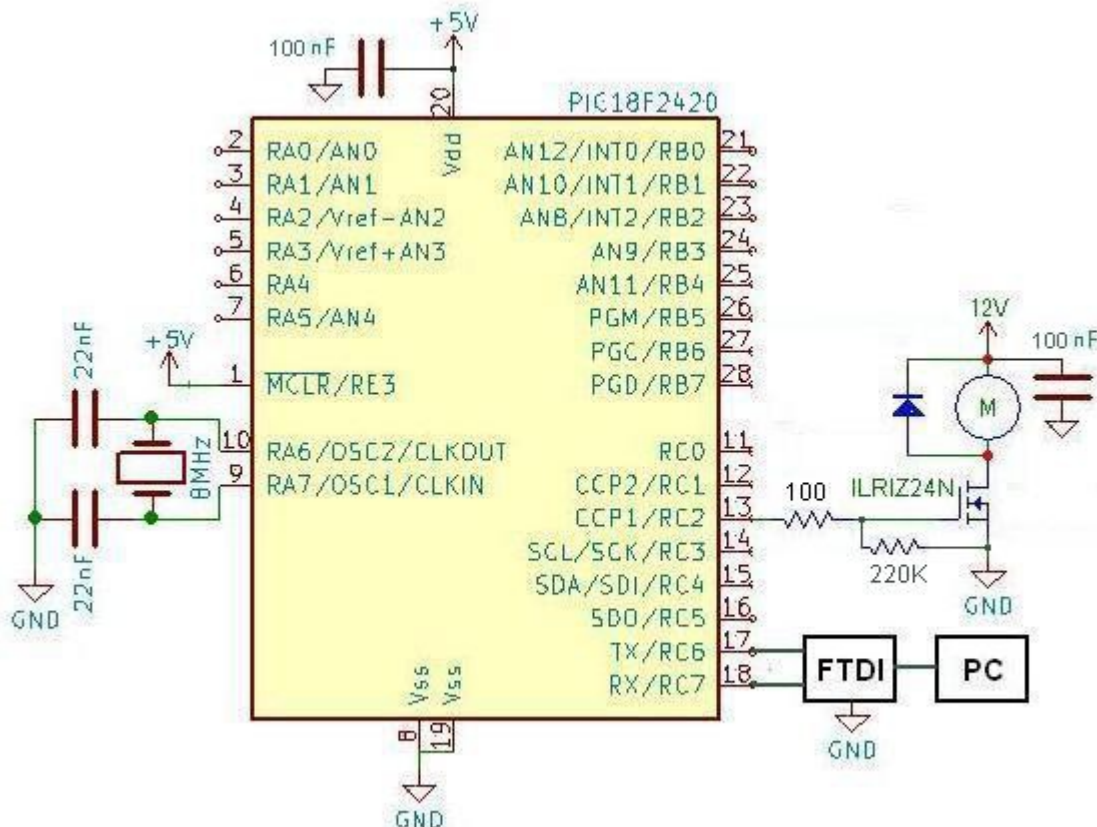 +5V
100nF
20
Vdd
PIC18F2420
2 RA0/AN0
3 RA1/AN1
4 RA2/Vref-AN2
5 RA3/Vref+AN3
6 RA4
7 RA5/AN4
+5V
1 MCLR/RE3
10 RA6/OSC2/CLKOUT
9 RA7/OSC1/CLKIN
22nF
8MHz
22nF
GND
AN12/INT0/RB0 21
AN10/INT1/RB1 22
AN8/INT2/RB2 23
AN9/RB3 24
AN11/RB4 25
PGM/RB5 26
PGC/RB6 27
PGD/RB7 28
RC0 11
CCP2/RC1 12
CCP1/RC2 13
SCL/SCK/RC3 14
SDA/SDI/RC4 15
SDO/RC5 16
TX/RC6 17
RX/RC7 18
Vss
Vss
8
19
GND
12V
100nF
M
ILRIZ24N
100
220K
GND
FTDI
PC
GND